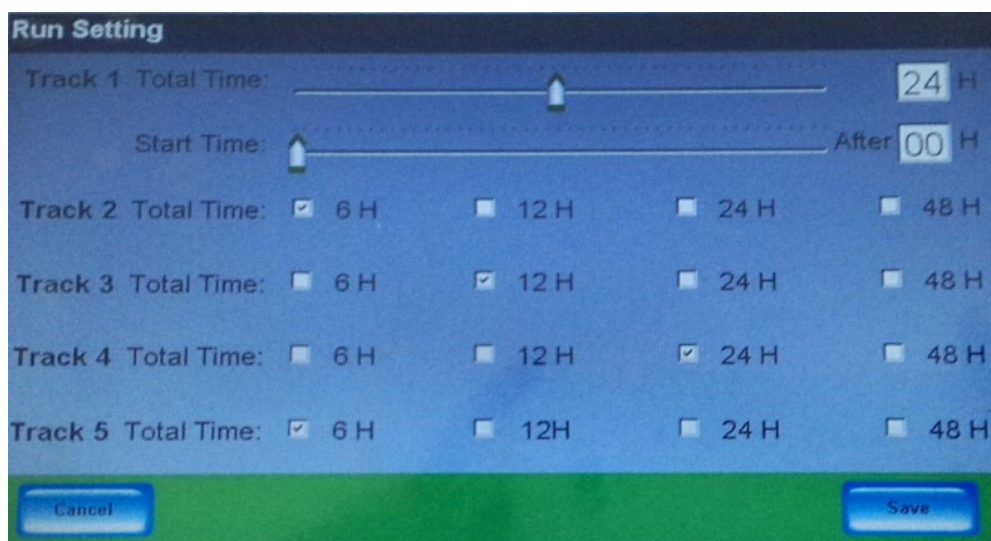 Run Setting
Track 1 Total Time: 24 H
Start Time: After 00 H
Track 2 Total Time: 6 H 12 H 24 H 48 H
Track 3 Total Time: 6 H 12 H 24 H 48 H
Track 4 Total Time: 6 H 12 H 24 H 48 H
Track 5 Total Time: 6 H 12H 24 H 48 H
Cancel Save